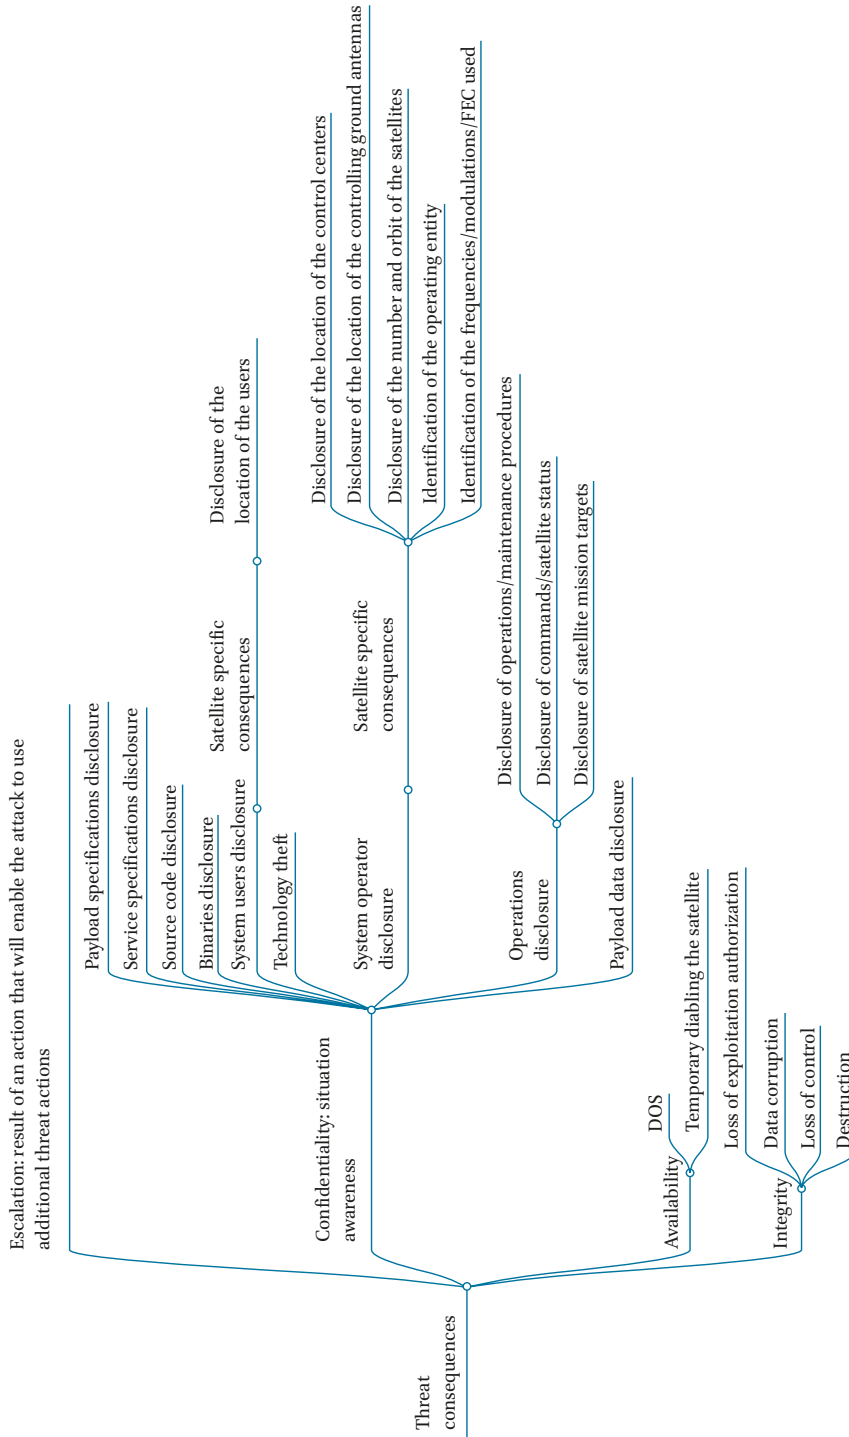 Threat
consequences
Escalation: result of an action that will enable the attack to use
additional threat actions
Confidentiality: situation
awareness
Payload specifications disclosure
Service specifications disclosure
Source code disclosure
Binaries disclosure
System users disclosure
Satellite specific
consequences
Disclosure of the
location of the users
Technology theft
System operator
disclosure
Satellite specific
consequences
Disclosure of the location of the control centers
Disclosure of the location of the controlling ground antennas
Disclosure of the number and orbit of the satellites
Identification of the operating entity
Identification of the frequencies/modulations/FEC used
Operations
disclosure
Disclosure of operations/maintenance procedures
Disclosure of commands/satellite status
Disclosure of satellite mission targets
Payload data disclosure
Availability
DOS
Temporary diabling the satellite
Integrity
Loss of exploitation authorization
Data corruption
Loss of control
Destruction